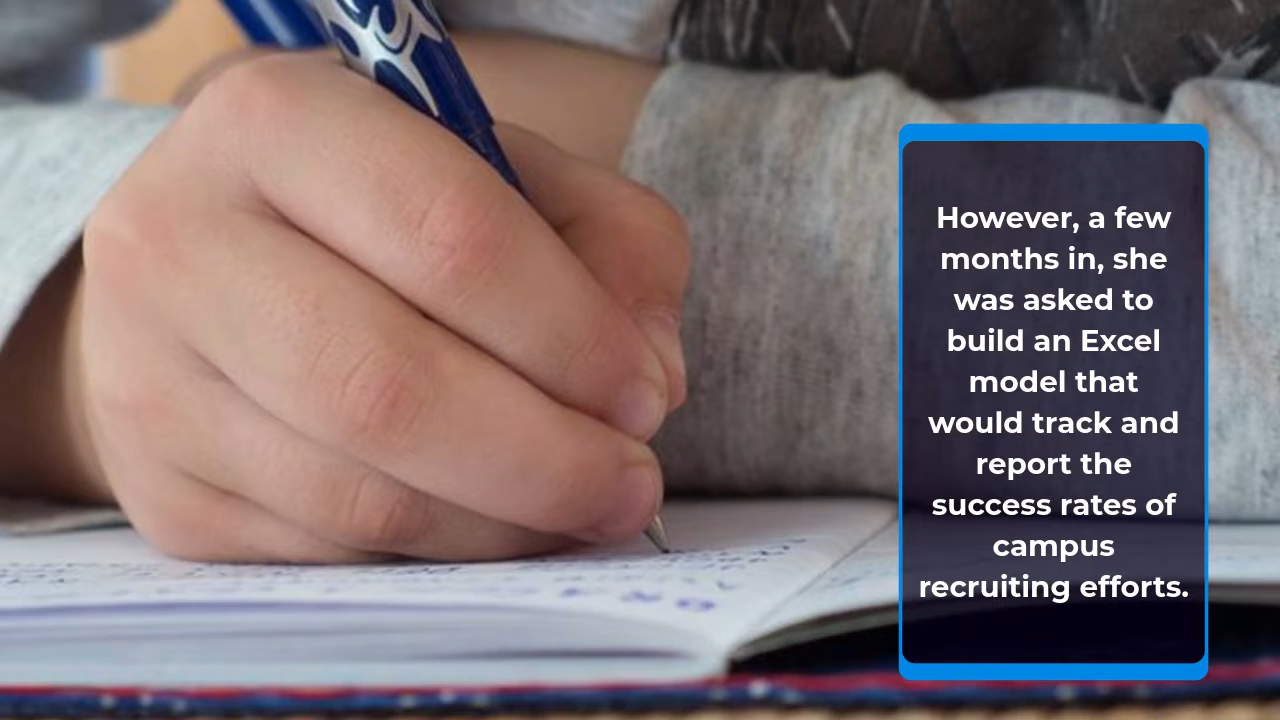 However, a few
months in, she
was asked to
build an Excel
model that
would track and
report the
success rates of
campus
recruiting efforts.